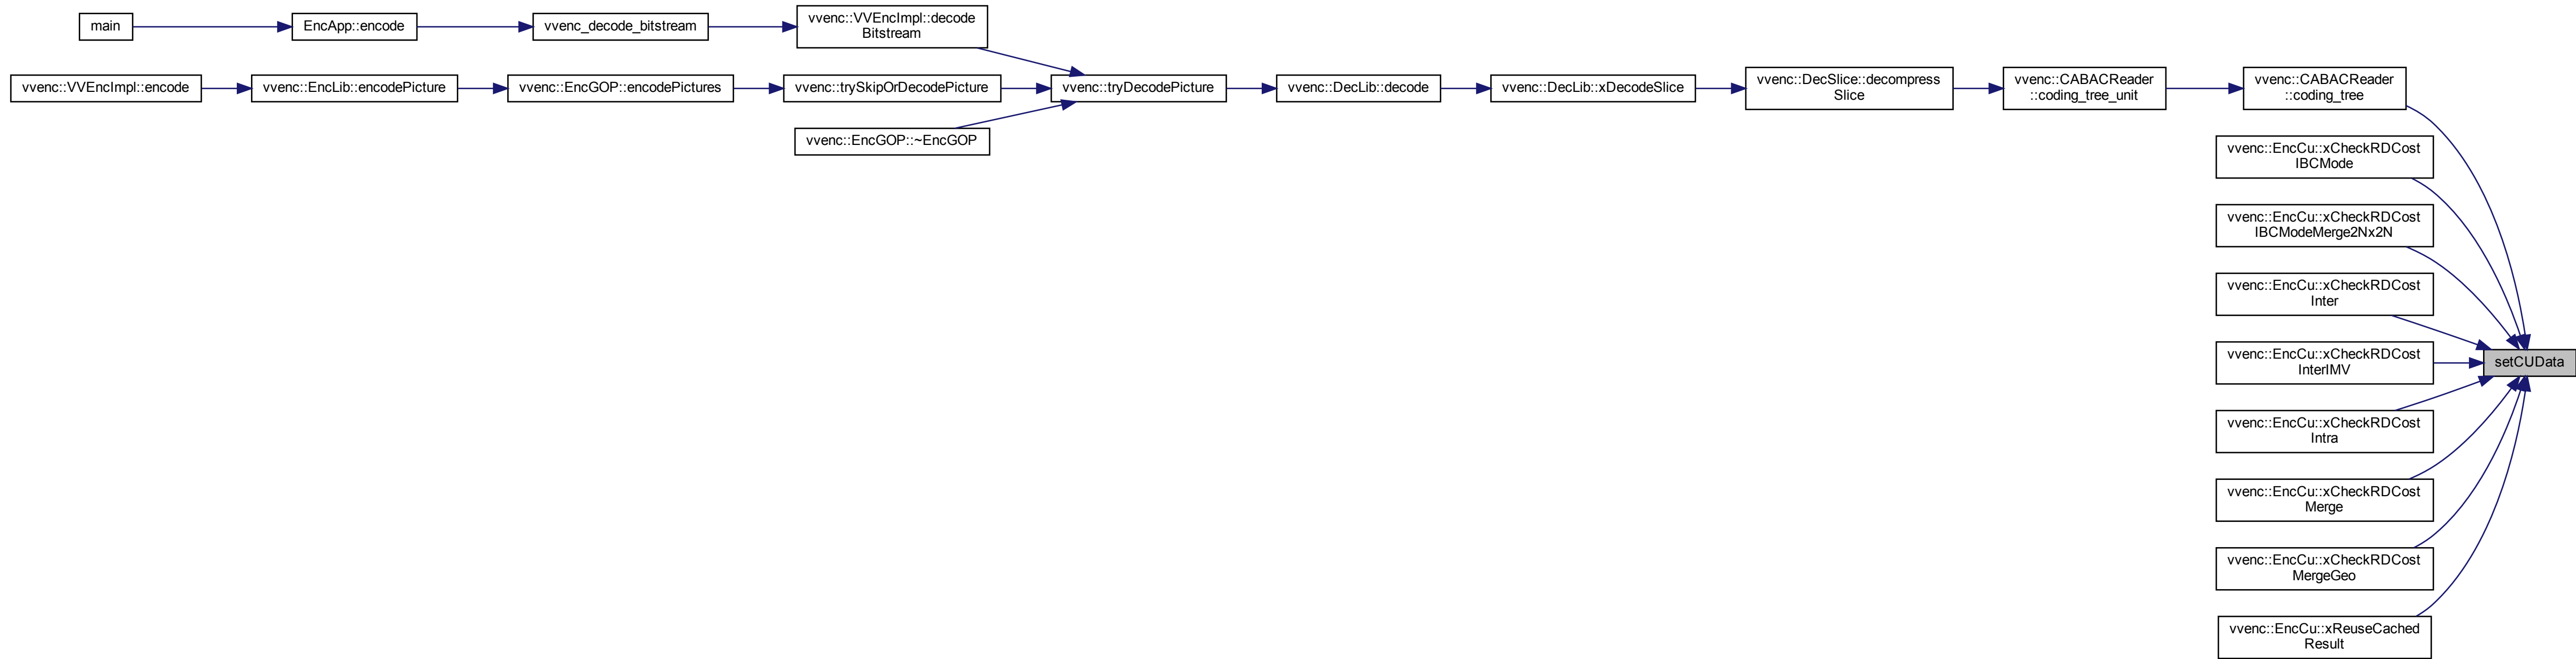 main
EncApp::encode
vvenc_decode_bitstream
vvenc::VVEncImpl::decode
Bitstream
vvenc::VVEncImpl::encode
vvenc::EncLib::encodePicture
vvenc::EncGOP::encodePictures
vvenc::trySkipOrDecodePicture
vvenc::tryDecodePicture
vvenc::DecLib::decode
vvenc::DecLib::xDecodeSlice
vvenc::DecSlice::decompress
Slice
vvenc::CABACReader
::coding_tree_unit
vvenc::CABACReader
::coding_tree
vvenc::EncGOP::~EncGOP
vvenc::EncCu::xCheckRDCost
IBCMode
vvenc::EncCu::xCheckRDCost
IBCModeMerge2Nx2N
vvenc::EncCu::xCheckRDCost
Inter
vvenc::EncCu::xCheckRDCost
InterIMV
setCUData
vvenc::EncCu::xCheckRDCost
Intra
vvenc::EncCu::xCheckRDCost
Merge
vvenc::EncCu::xCheckRDCost
MergeGeo
vvenc::EncCu::xReuseCached
Result